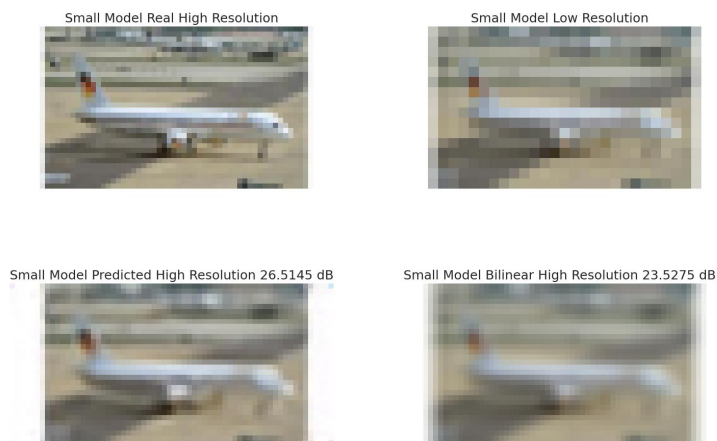 Small Model Real High Resolution
Small Model Low Resolution
Small Model Predicted High Resolution 26.5145 dB
Small Model Bilinear High Resolution 23.5275 dB